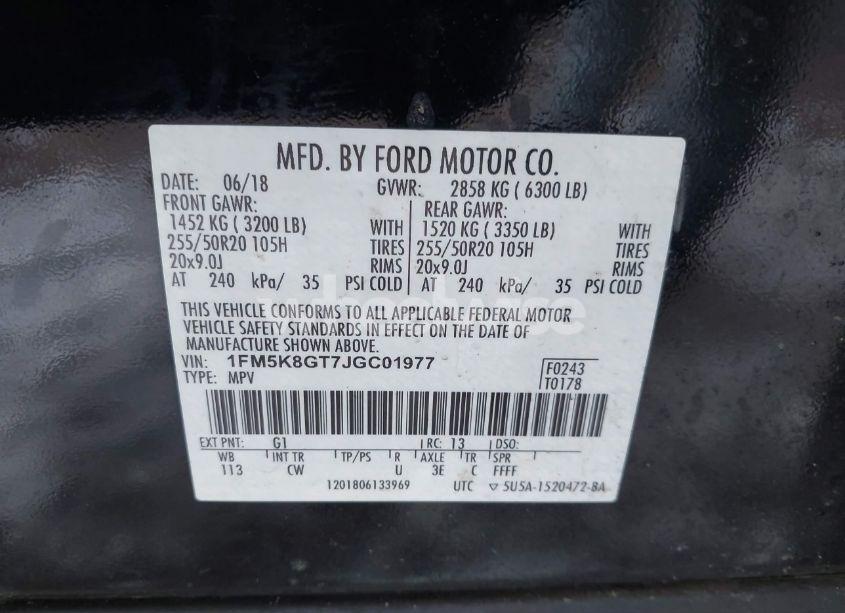 MFD. BY FORD MOTOR CO.
DATE: 06/18 GVWR: 2858 KG ( 6300 LB)
FRONT GAWR: REAR GAWR:
1452 KG ( 3200 LB) WITH 1520 KG ( 3350 LB) WITH
255/50R20 105H TIRES 255/50R20 105H TIRES
20x9.0J RIMS 20x9.0J RIMS
AT 240 kPa/ 35 PSI COLD AT 240 kPa/ 35 PSI COLD
THIS VEHICLE CONFORMS TO ALL APPLICABLE FEDERAL MOTOR
VEHICLE SAFETY STANDARDS IN EFFECT ON THE DATE OF
MANUFACTURE SHOWN ABOVE.
VIN: 1FM5K8GT7JGC01977 F0243
TYPE: MPV T0178
EXT PNT: G1 RC: 13 DSO:
WB INT TR TP/PS R AXLE TR SPR
113 CW U 3E C FFFF
1201806133969 UTC ▽ 5U5A-1520472-BA